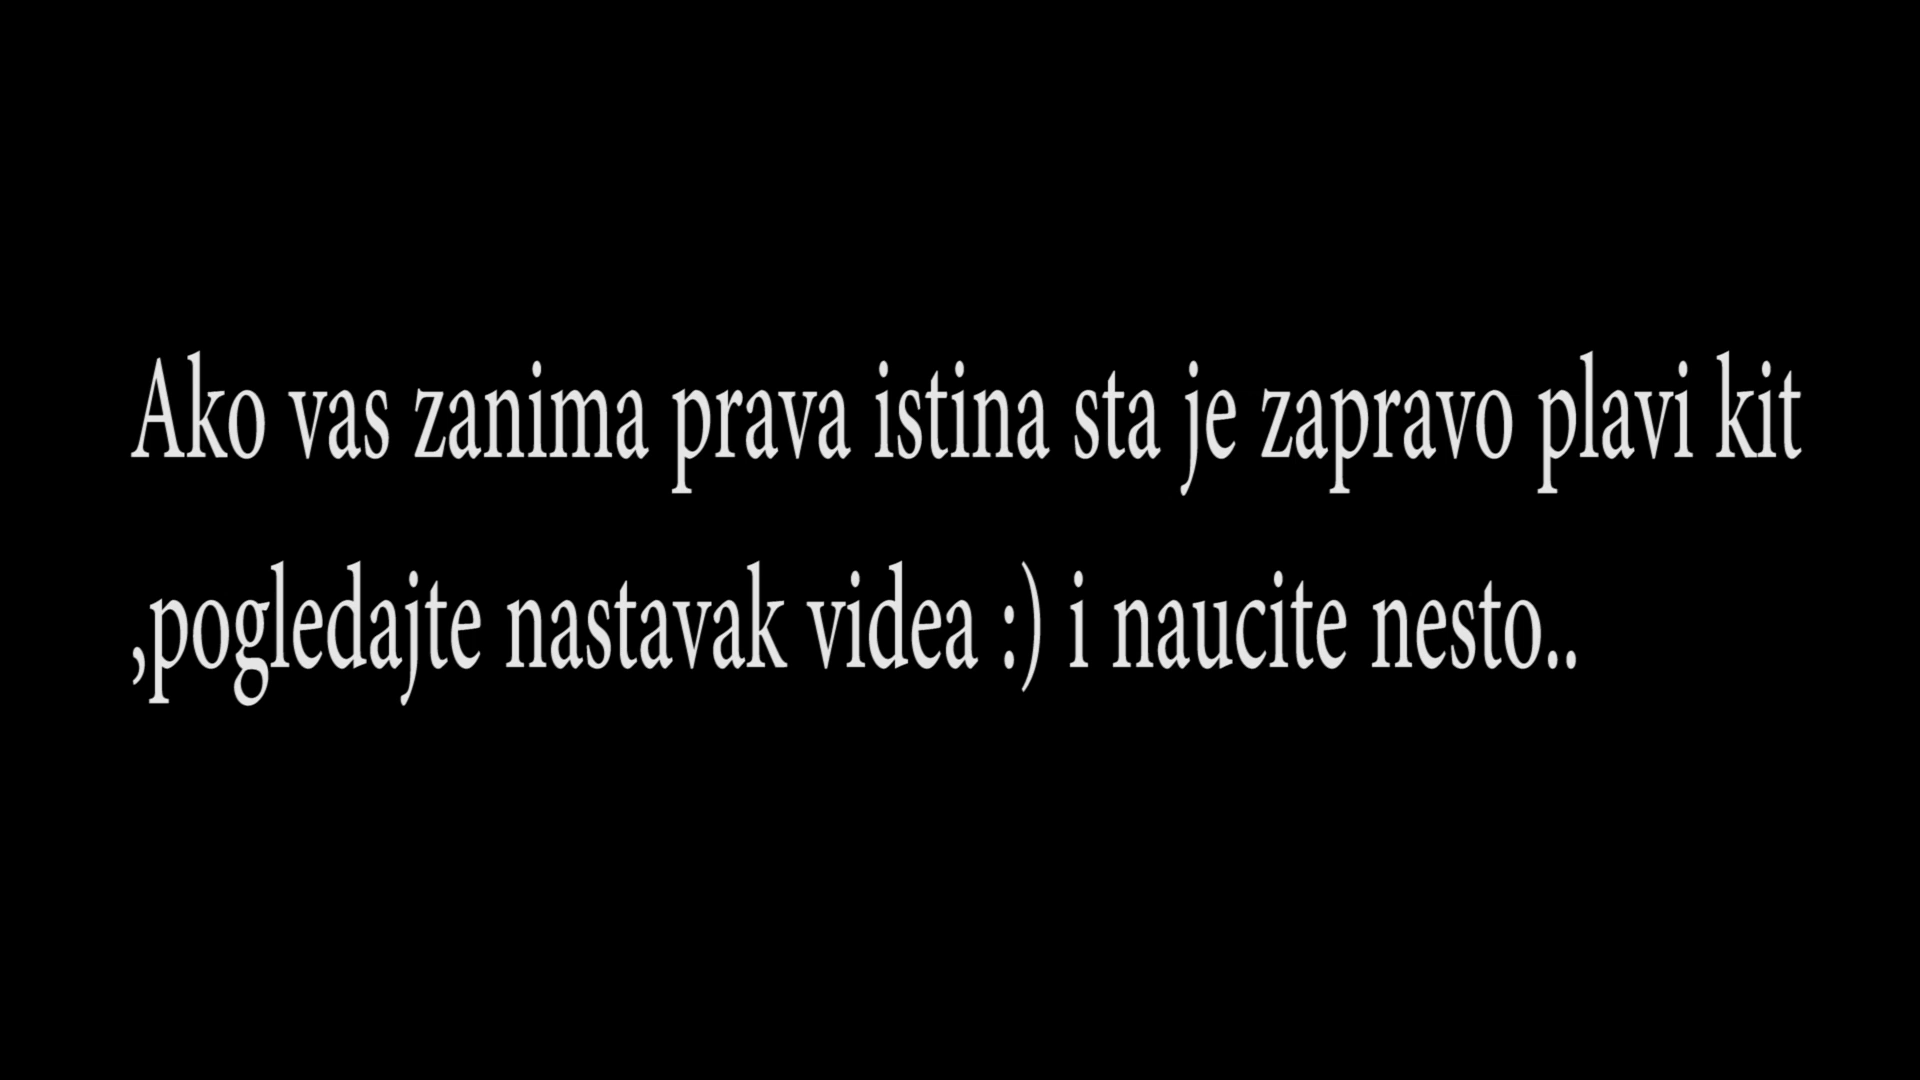 Ako vas zanima prava istina sta je zapravo plavi kit
,pogledajte nastavak videa :) i naucite nesto..